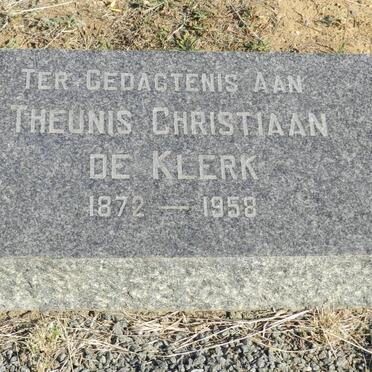 TER GEDAGTENIS AAN
THEUNIS CHRISTIAAN
DE KLERK
1872 — 1958